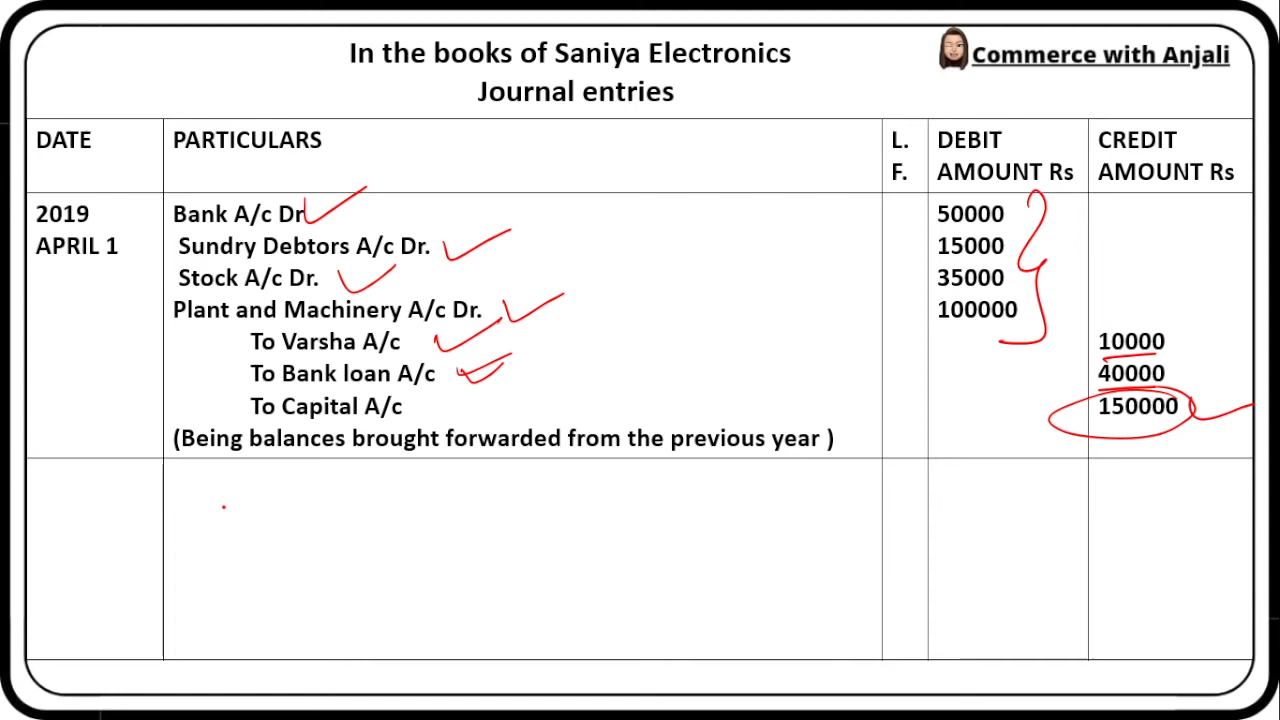 In the books of Saniya Electronics
Commerce with Anjali
Journal entries
DATE PARTICULARS L. F. DEBIT AMOUNT Rs CREDIT AMOUNT Rs
2019 Bank A/c Dr 50000
APRIL 1 Sundry Debtors A/c Dr. 15000
Stock A/c Dr. 35000
Plant and Machinery A/c Dr. 100000
To Varsha A/c 10000
To Bank loan A/c 40000
To Capital A/c 150000
(Being balances brought forwarded from the previous year )